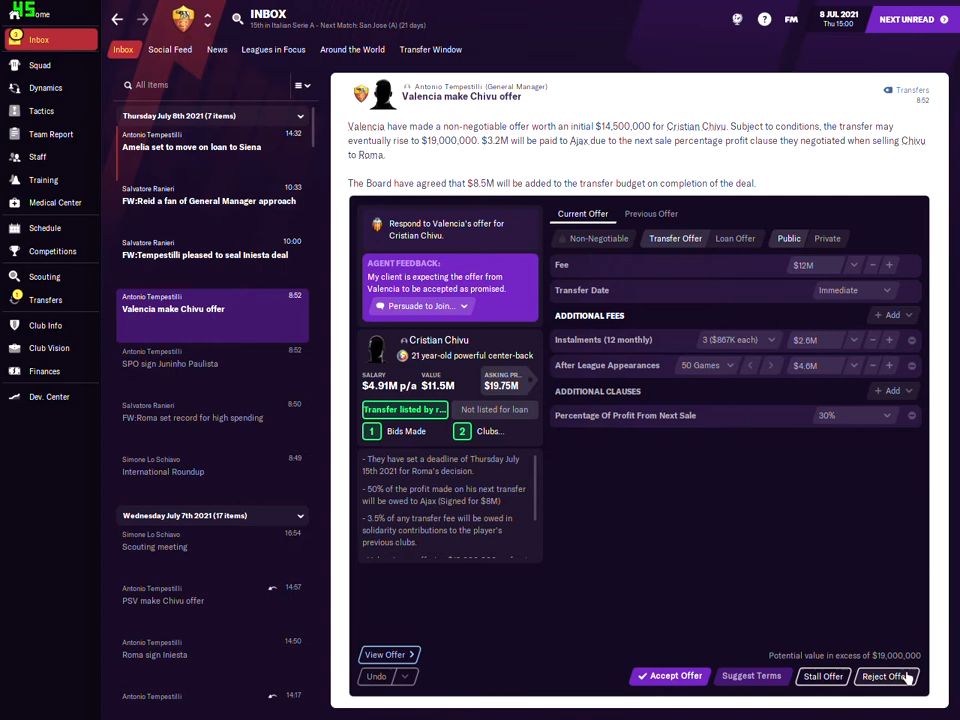 45
Home
INBOX
15th in Italian Serie A - Next Match: San Jose (A) (21 days)
FM
8 JUL 2021
Thu 15:00
NEXT UNREAD
3
Inbox
Squad
Dynamics
Tactics
Team Report
Staff
Training
Medical Center
Schedule
Competitions
Scouting
1
Transfers
Club Info
Club Vision
Finances
Dev. Center
Inbox
Social Feed
News
Leagues in Focus
Around the World
Transfer Window
All Items
Thursday July 8th 2021 (7 items)
Antonio Tempestilli 14:32
Amelia set to move on loan to Siena
Salvatore Ranieri 10:33
FW:Reid a fan of General Manager approach
Salvatore Ranieri 10:00
FW:Tempestilli pleased to seal Iniesta deal
Antonio Tempestilli 8:52
Valencia make Chivu offer
Antonio Tempestilli 8:52
SPO sign Juninho Paulista
Salvatore Ranieri 8:50
FW:Roma set record for high spending
Simone Lo Schiavo 8:49
International Roundup
Wednesday July 7th 2021 (17 items)
Simone Lo Schiavo 16:54
Scouting meeting
Antonio Tempestilli 14:57
PSV make Chivu offer
Antonio Tempestilli 14:50
Roma sign Iniesta
Antonio Tempestilli 14:17
Antonio Tempestilli (General Manager)
Valencia make Chivu offer
Transfers
8:52
Valencia have made a non-negotiable offer worth an initial $14,500,000 for Cristian Chivu. Subject to conditions, the transfer may
eventually rise to $19,000,000. $3.2M will be paid to Ajax due to the next sale percentage profit clause they negotiated when selling Chivu
to Roma.
The Board have agreed that $8.5M will be added to the transfer budget on completion of the deal.
Respond to Valencia's offer for
Cristian Chivu.
AGENT FEEDBACK:
My client is expecting the offer from
Valencia to be accepted as promised.
Persuade to Join...
Cristian Chivu
21 year-old powerful center-back
SALARY VALUE ASKING PR...
$4.91M p/a $11.5M $19.75M
Transfer listed by r... Not listed for loan
1 Bids Made 2 Clubs...
- They have set a deadline of Thursday July
15th 2021 for Roma's decision.
- 50% of the profit made on his next transfer
will be owed to Ajax (Signed for $8M)
- 3.5% of any transfer fee will be owed in
solidarity contributions to the player's
previous clubs.
Current Offer Previous Offer
Non-Negotiable Transfer Offer Loan Offer Public Private
Fee $12M
Transfer Date Immediate
ADDITIONAL FEES + Add
Instalments (12 monthly) 3 ($867K each) $2.6M
After League Appearances 50 Games $4.6M
ADDITIONAL CLAUSES + Add
Percentage Of Profit From Next Sale 30%
View Offer
Undo
Potential value in excess of $19,000,000
Accept Offer Suggest Terms Stall Offer Reject Offer